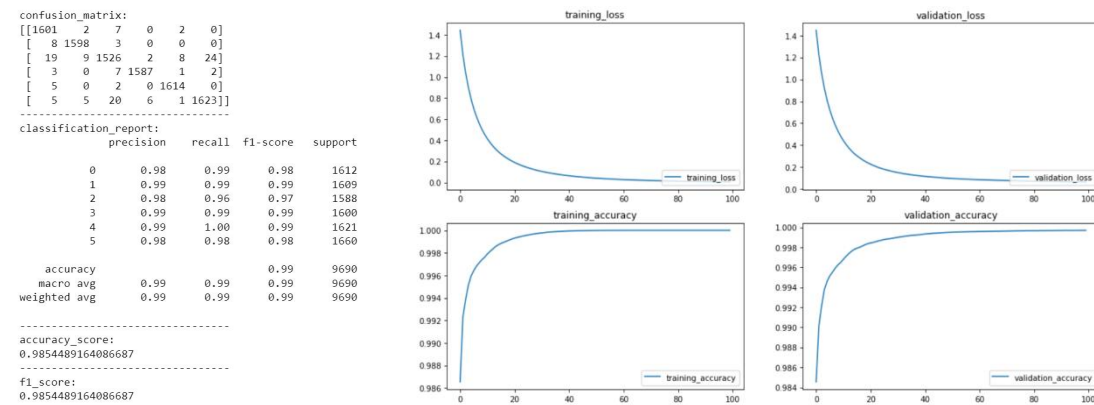 confusion_matrix:
[[1601 2 7 0 2 0]
[ 8 1598 3 0 0 0]
[ 19 9 1526 2 8 24]
[ 3 0 7 1587 1 2]
[ 5 0 2 0 1614 0]
[ 5 5 20 6 1 1623]]
---------------------------------
classification_report:
precision recall f1-score support
0 0.98 0.99 0.98 1612
1 0.99 0.99 0.99 1609
2 0.98 0.96 0.97 1588
3 0.99 0.99 0.99 1600
4 0.99 1.00 0.99 1621
5 0.98 0.98 0.98 1660
accuracy 0.99 9690
macro avg 0.99 0.99 0.99 9690
weighted avg 0.99 0.99 0.99 9690
---------------------------------
accuracy_score:
0.9854489164086687
---------------------------------
f1_score:
0.9854489164086687
training_loss
1.4
1.2
1.0
0.8
0.6
0.4
0.2
0.0
training_loss
0 20 40 60 80 100
validation_loss
1.4
1.2
1.0
0.8
0.6
0.4
0.2
0.0
validation_loss
0 20 40 60 80 100
training_accuracy
1.000
0.998
0.996
0.994
0.992
0.990
0.988
0.986
training_accuracy
0 20 40 60 80 100
validation_accuracy
1.000
0.998
0.996
0.994
0.992
0.990
0.988
0.986
0.984
validation_accuracy
0 20 40 60 80 100